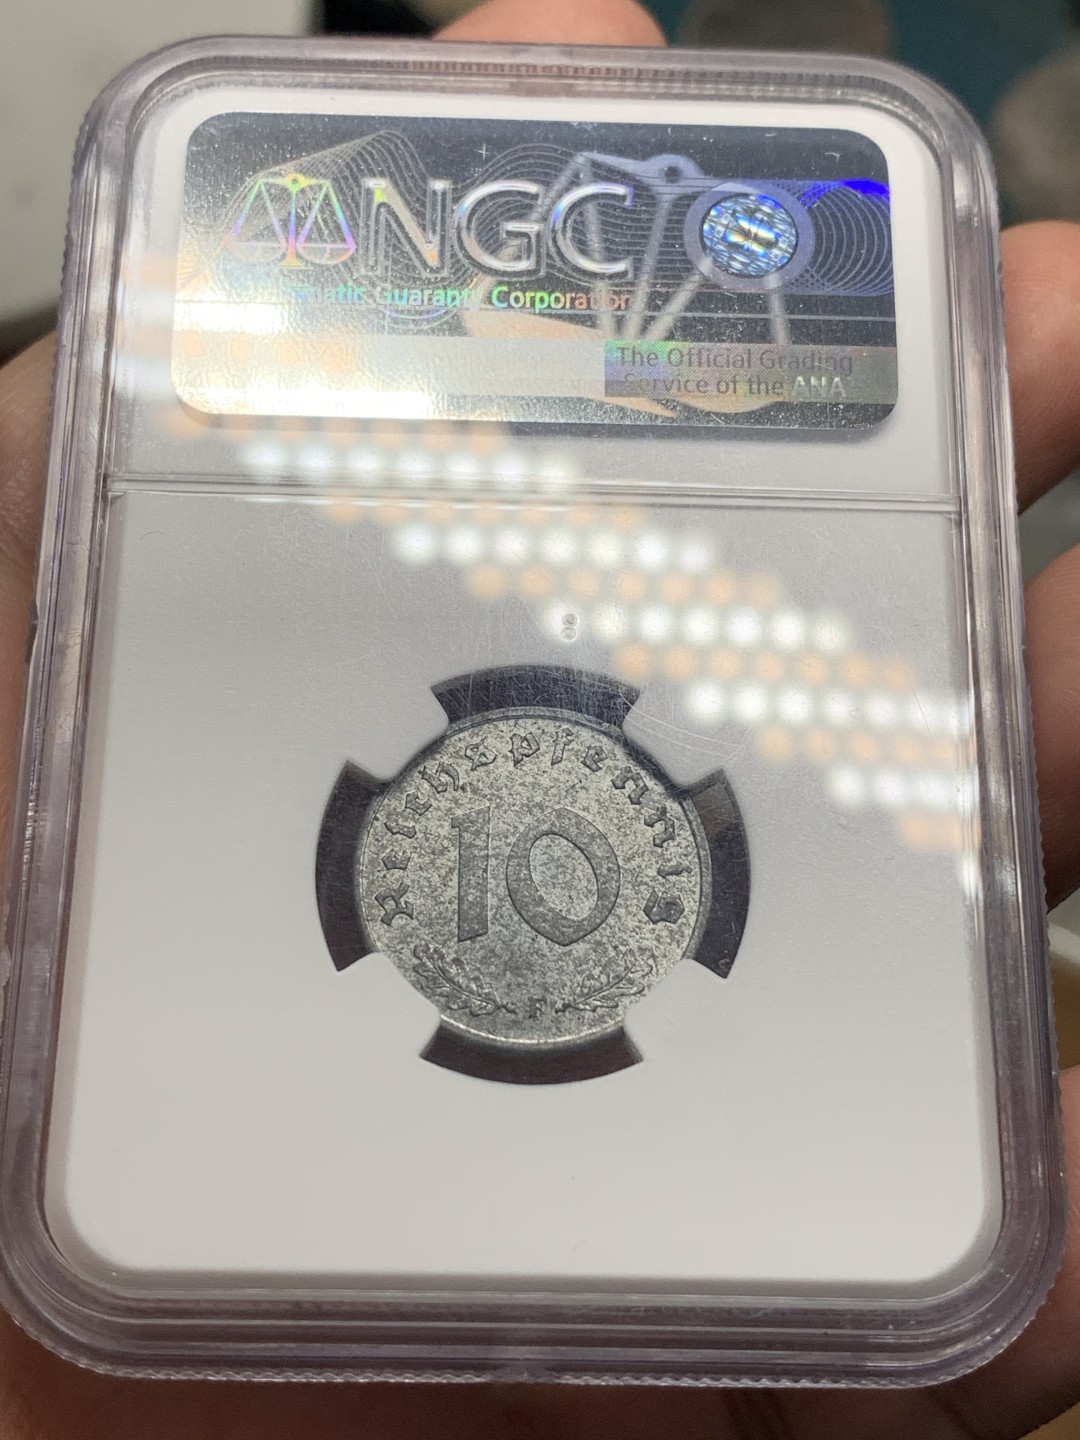 NGC
Guaranty Corporation
The Official Grading
Service of the ANA
Reichspfennig
10
F